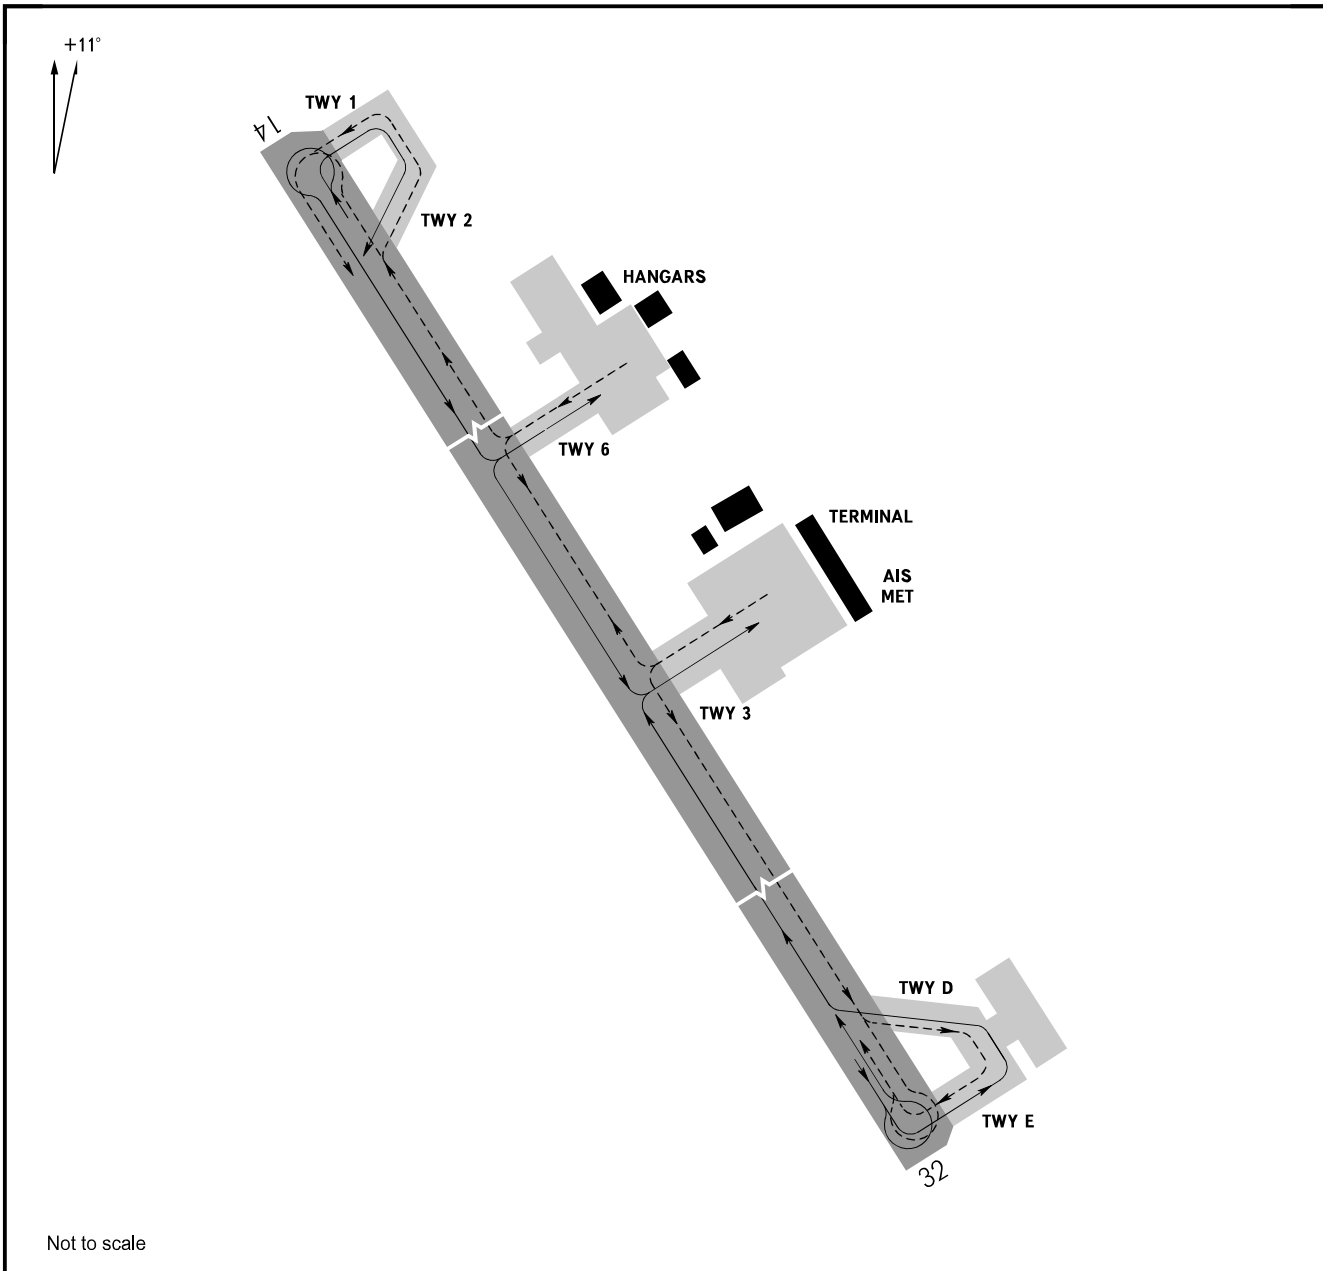 +11°
TWY 1
14
TWY 2
HANGARS
TWY 6
TERMINAL
AIS
MET
TWY 3
TWY D
TWY E
32
Not to scale